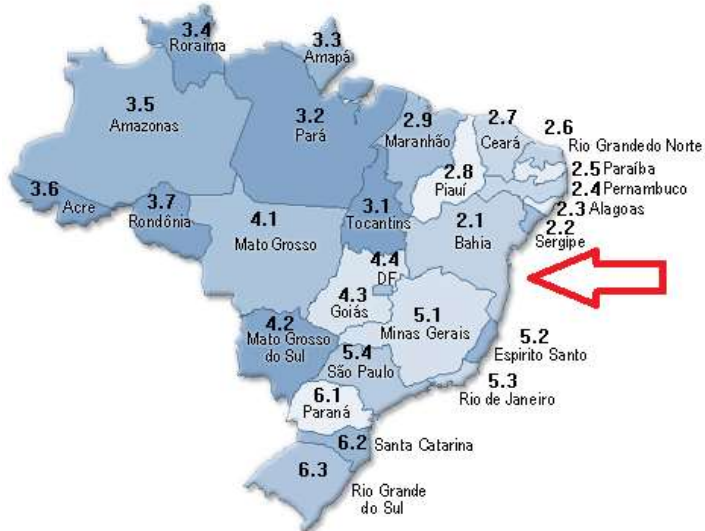 3.4
Roraima
3.3
Amapá
3.5
Amazonas
3.2
Pará
2.9
Maranhão
2.7
Ceará
2.6
Rio Grandedo Norte
2.8
Piauí
2.5 Paraíba
2.4 Pernambuco
2.3 Alagoas
2.2
Sergipe
3.6
Acre
3.7
Rondônia
4.1
Mato Grosso
3.1
Tocantins
2.1
Bahia
4.4
DF
4.3
Goiás
5.1
Minas Gerais
4.2
Mato Grosso
do Sul
5.2
Espirito Santo
5.4
São Paulo
5.3
Rio de Janeiro
6.1
Paraná
6.2 Santa Catarina
6.3
Rio Grande
do Sul